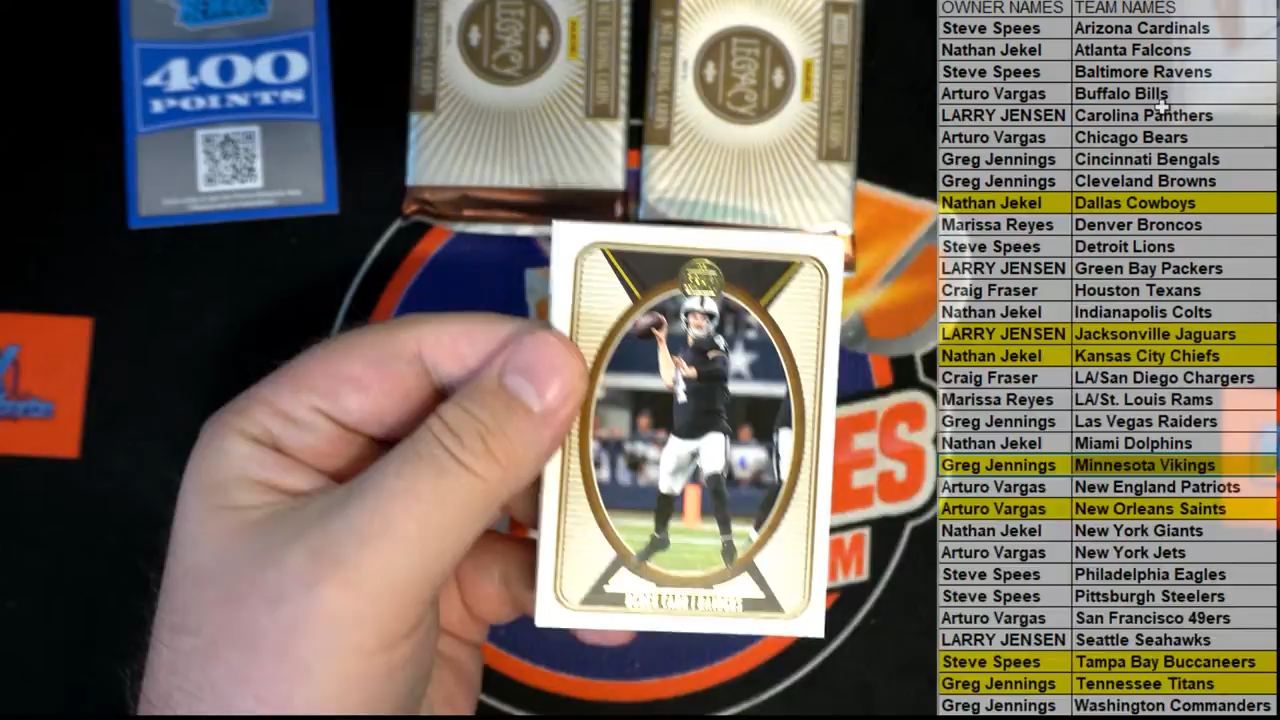 400
POINTS
LEGACY
LEGACY
PANINI
DEREK CARR | RAIDERS
ES
M
OWNER NAMES TEAM NAMES
Steve Spees Arizona Cardinals
Nathan Jekel Atlanta Falcons
Steve Spees Baltimore Ravens
Arturo Vargas Buffalo Bills
LARRY JENSEN Carolina Panthers
Arturo Vargas Chicago Bears
Greg Jennings Cincinnati Bengals
Greg Jennings Cleveland Browns
Nathan Jekel Dallas Cowboys
Marissa Reyes Denver Broncos
Steve Spees Detroit Lions
LARRY JENSEN Green Bay Packers
Craig Fraser Houston Texans
Nathan Jekel Indianapolis Colts
LARRY JENSEN Jacksonville Jaguars
Nathan Jekel Kansas City Chiefs
Craig Fraser LA/San Diego Chargers
Marissa Reyes LA/St. Louis Rams
Greg Jennings Las Vegas Raiders
Nathan Jekel Miami Dolphins
Greg Jennings Minnesota Vikings
Arturo Vargas New England Patriots
Arturo Vargas New Orleans Saints
Nathan Jekel New York Giants
Arturo Vargas New York Jets
Steve Spees Philadelphia Eagles
Steve Spees Pittsburgh Steelers
Arturo Vargas San Francisco 49ers
LARRY JENSEN Seattle Seahawks
Steve Spees Tampa Bay Buccaneers
Greg Jennings Tennessee Titans
Greg Jennings Washington Commanders